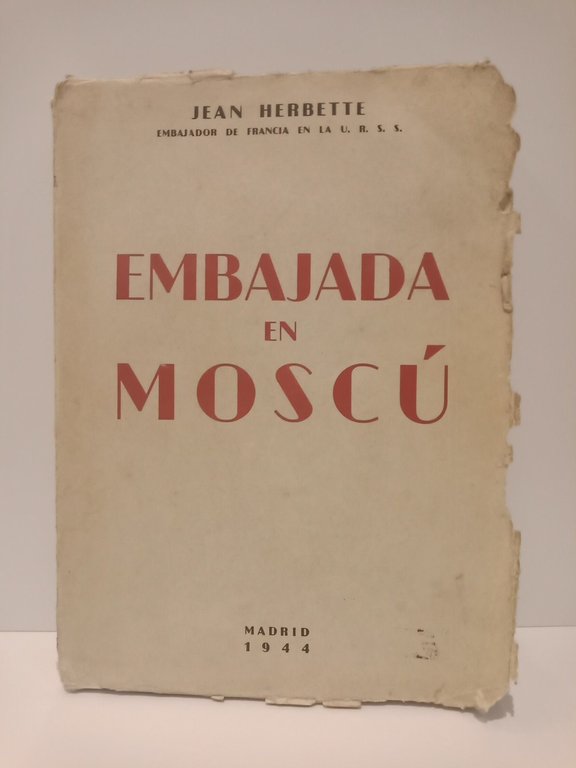 JEAN HERBETTE
EMBAJADOR DE FRANCIA EN LA U. R. S. S.
EMBAJADA
EN
MOSCÚ
MADRID
1944